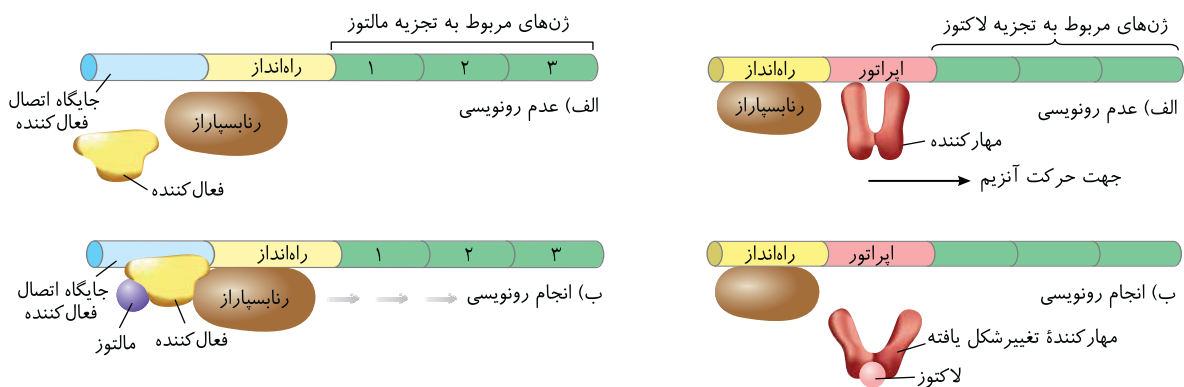 ژن‌های مربوط به تجزیه لاکتوز
راه‌انداز
اپراتور
رنابسپاراز
الف) عدم رونویسی
مهارکننده
جهت حرکت آنزیم
راه‌انداز
اپراتور
ب) انجام رونویسی
مهارکنندهٔ تغییرشکل یافته
لاکتوز
ژن‌های مربوط به تجزیه مالتوز
راه‌انداز
۱
۲
۳
جایگاه اتصال
فعال‌کننده
رنابسپاراز
الف) عدم رونویسی
فعال‌کننده
راه‌انداز
۱
۲
۳
جایگاه اتصال
فعال‌کننده
رنابسپاراز
ب) انجام رونویسی
فعال‌کننده
مالتوز